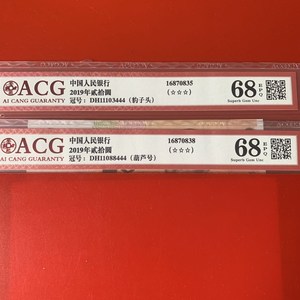 ACG
AI CANG GUARANTY
中国人民银行
2019年贰拾圆
冠号：DH11103444（豹子头）
16870835
(☆☆☆)
68 EPQ
Superb Gem Unc
ACG
AI CANG GUARANTY
中国人民银行
2019年贰拾圆
冠号：DH11088444（葫芦号）
16870838
(☆☆☆)
68 EPQ
Superb Gem Unc